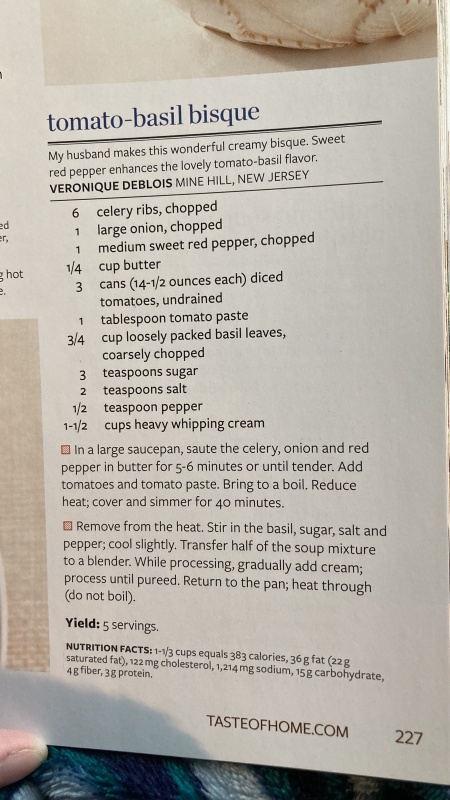 tomato-basil bisque
My husband makes this wonderful creamy bisque. Sweet
red pepper enhances the lovely tomato-basil flavor.
VERONIQUE DEBLOIS MINE HILL, NEW JERSEY
6 celery ribs, chopped
1 large onion, chopped
1 medium sweet red pepper, chopped
1/4 cup butter
3 cans (14-1/2 ounces each) diced
tomatoes, undrained
1 tablespoon tomato paste
3/4 cup loosely packed basil leaves,
coarsely chopped
3 teaspoons sugar
2 teaspoons salt
1/2 teaspoon pepper
1-1/2 cups heavy whipping cream
In a large saucepan, saute the celery, onion and red
pepper in butter for 5-6 minutes or until tender. Add
tomatoes and tomato paste. Bring to a boil. Reduce
heat; cover and simmer for 40 minutes.
Remove from the heat. Stir in the basil, sugar, salt and
pepper; cool slightly. Transfer half of the soup mixture
to a blender. While processing, gradually add cream;
process until pureed. Return to the pan; heat through
(do not boil).
Yield: 5 servings.
NUTRITION FACTS: 1-1/3 cups equals 383 calories, 36 g fat (22 g
saturated fat), 122 mg cholesterol, 1,214 mg sodium, 15 g carbohydrate,
4 g fiber, 3 g protein.
TASTEOFHOME.COM 227
hot